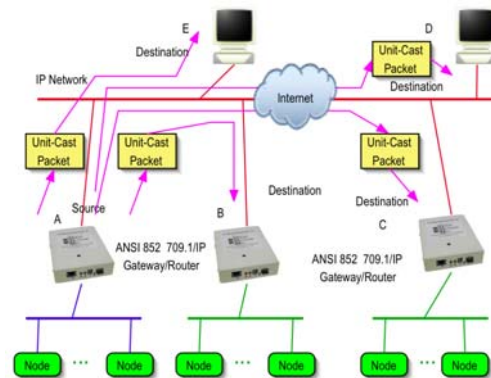 E
D
Destination
Unit-Cast
Packet
IP Network
Destination
Internet
Unit-Cast
Packet
Unit-Cast
Packet
Unit-Cast
Packet
Source
Destination
Destination
A
B
C
ANSI 852 709.1/IP
Gateway/Router
ANSI 852 709.1/IP
Gateway/Router
Node ... Node
Node ... Node
Node ... Node